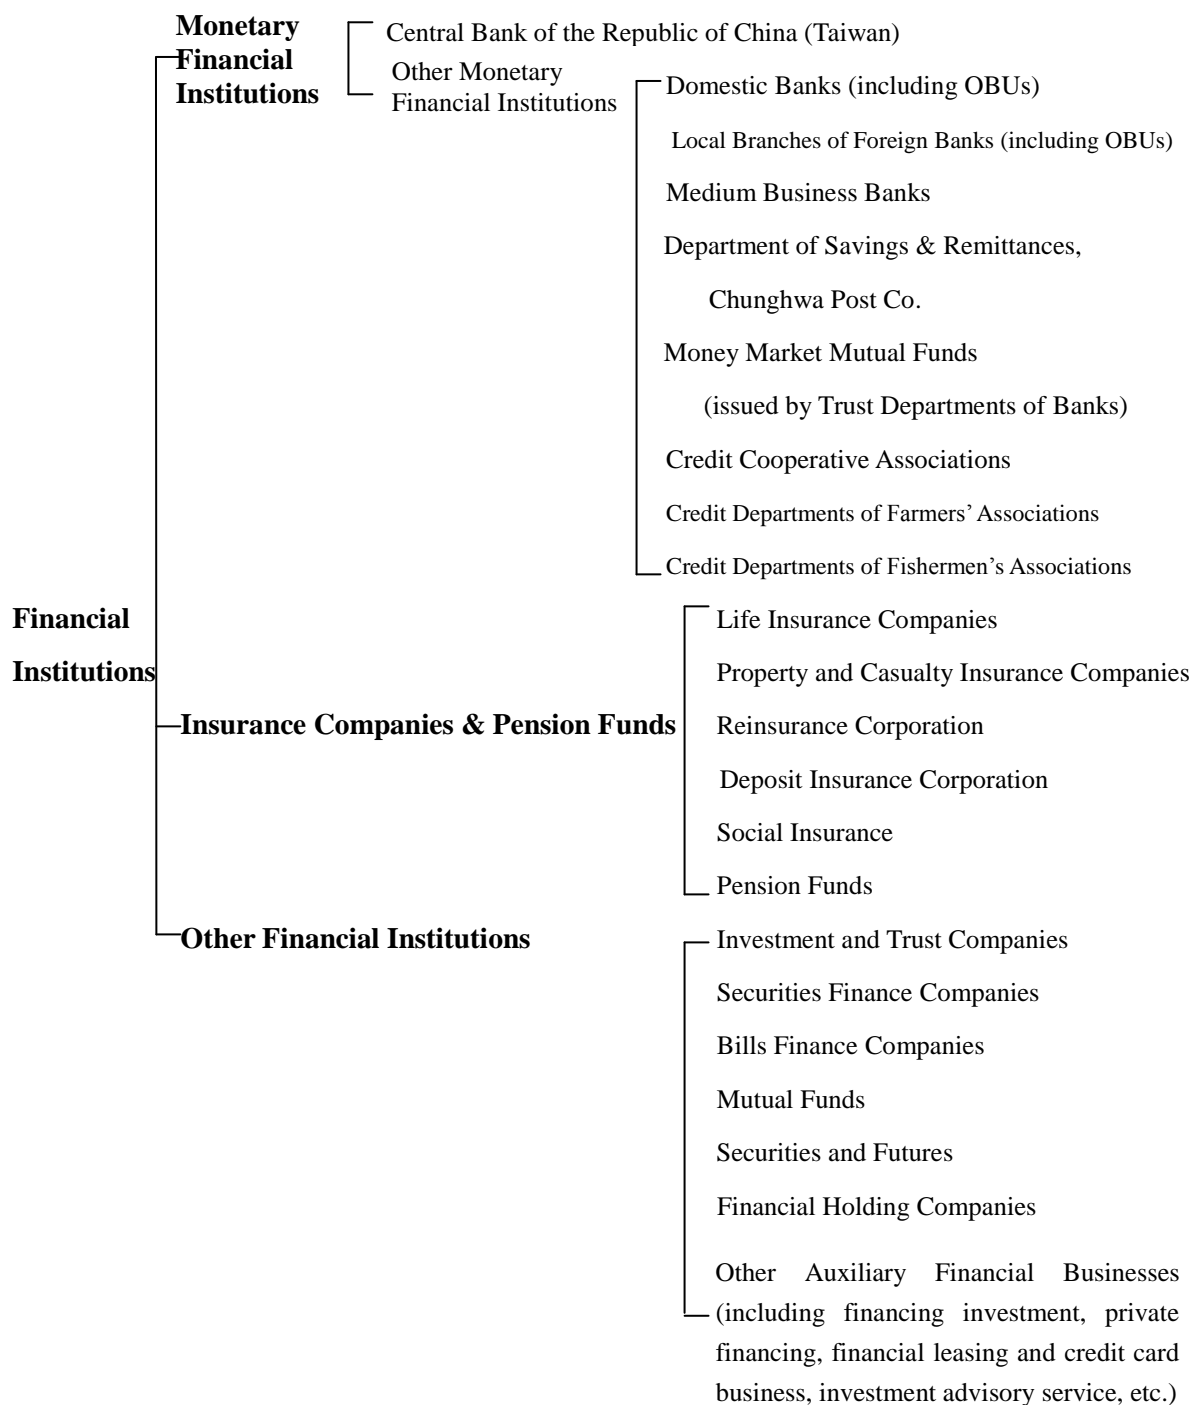 Monetary
Financial
Institutions
Central Bank of the Republic of China (Taiwan)
Other Monetary
Financial Institutions
Domestic Banks (including OBUs)
Local Branches of Foreign Banks (including OBUs)
Medium Business Banks
Department of Savings & Remittances,
Chunghwa Post Co.
Money Market Mutual Funds
(issued by Trust Departments of Banks)
Credit Cooperative Associations
Credit Departments of Farmers’ Associations
Credit Departments of Fishermen’s Associations
Financial
Institutions
Insurance Companies & Pension Funds
Life Insurance Companies
Property and Casualty Insurance Companies
Reinsurance Corporation
Deposit Insurance Corporation
Social Insurance
Pension Funds
Other Financial Institutions
Investment and Trust Companies
Securities Finance Companies
Bills Finance Companies
Mutual Funds
Securities and Futures
Financial Holding Companies
Other Auxiliary Financial Businesses
(including financing investment, private
financing, financial leasing and credit card
business, investment advisory service, etc.)